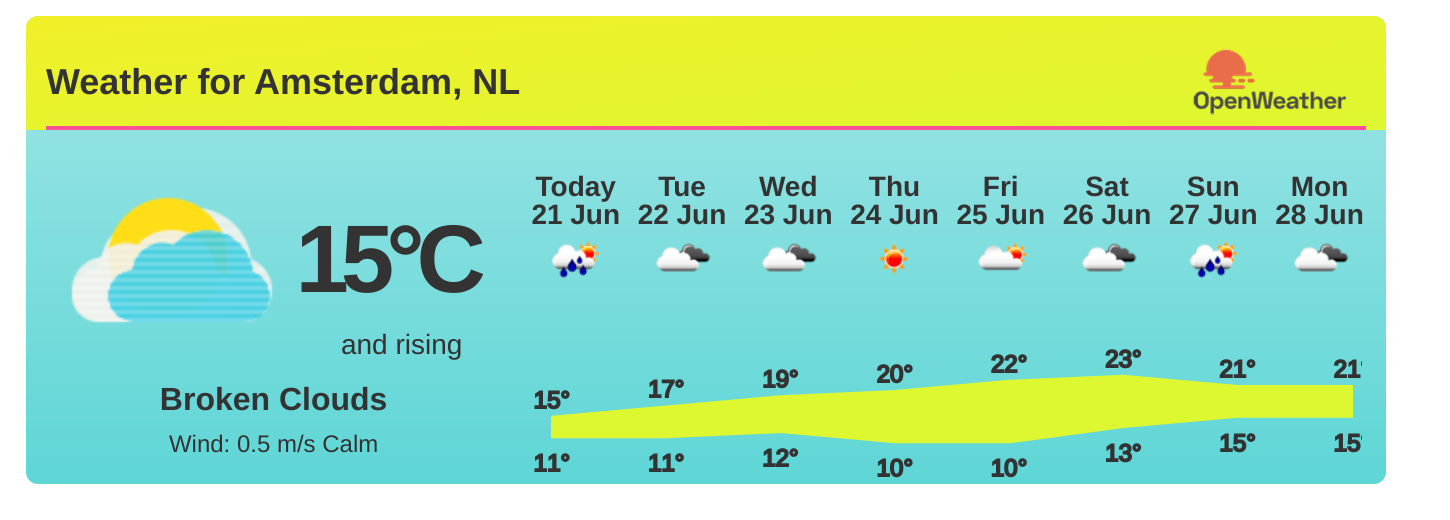 Weather for Amsterdam, NL
OpenWeather
15°C
and rising
Broken Clouds
Wind: 0.5 m/s Calm
Today Tue Wed Thu Fri Sat Sun Mon
21 Jun 22 Jun 23 Jun 24 Jun 25 Jun 26 Jun 27 Jun 28 Jun
15° 17° 19° 20° 22° 23° 21° 21°
11° 11° 12° 10° 10° 13° 15° 15°